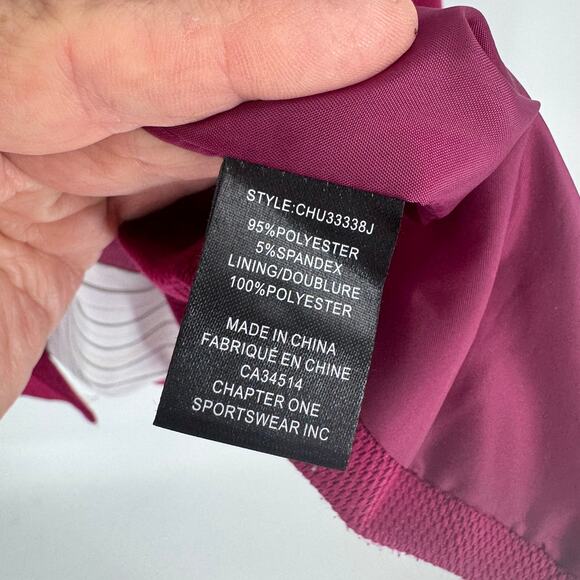 STYLE:CHU33338J
95%POLYESTER
5%SPANDEX
LINING/DOUBLURE
100%POLYESTER
MADE IN CHINA
FABRIQUÉ EN CHINE
CA34514
CHAPTER ONE
SPORTSWEAR INC